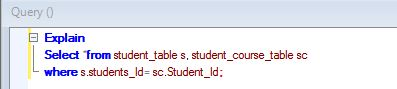 Query ()
Explain
Select *from student_table s, student_course_table sc
where s.students_Id= sc.Student_Id;